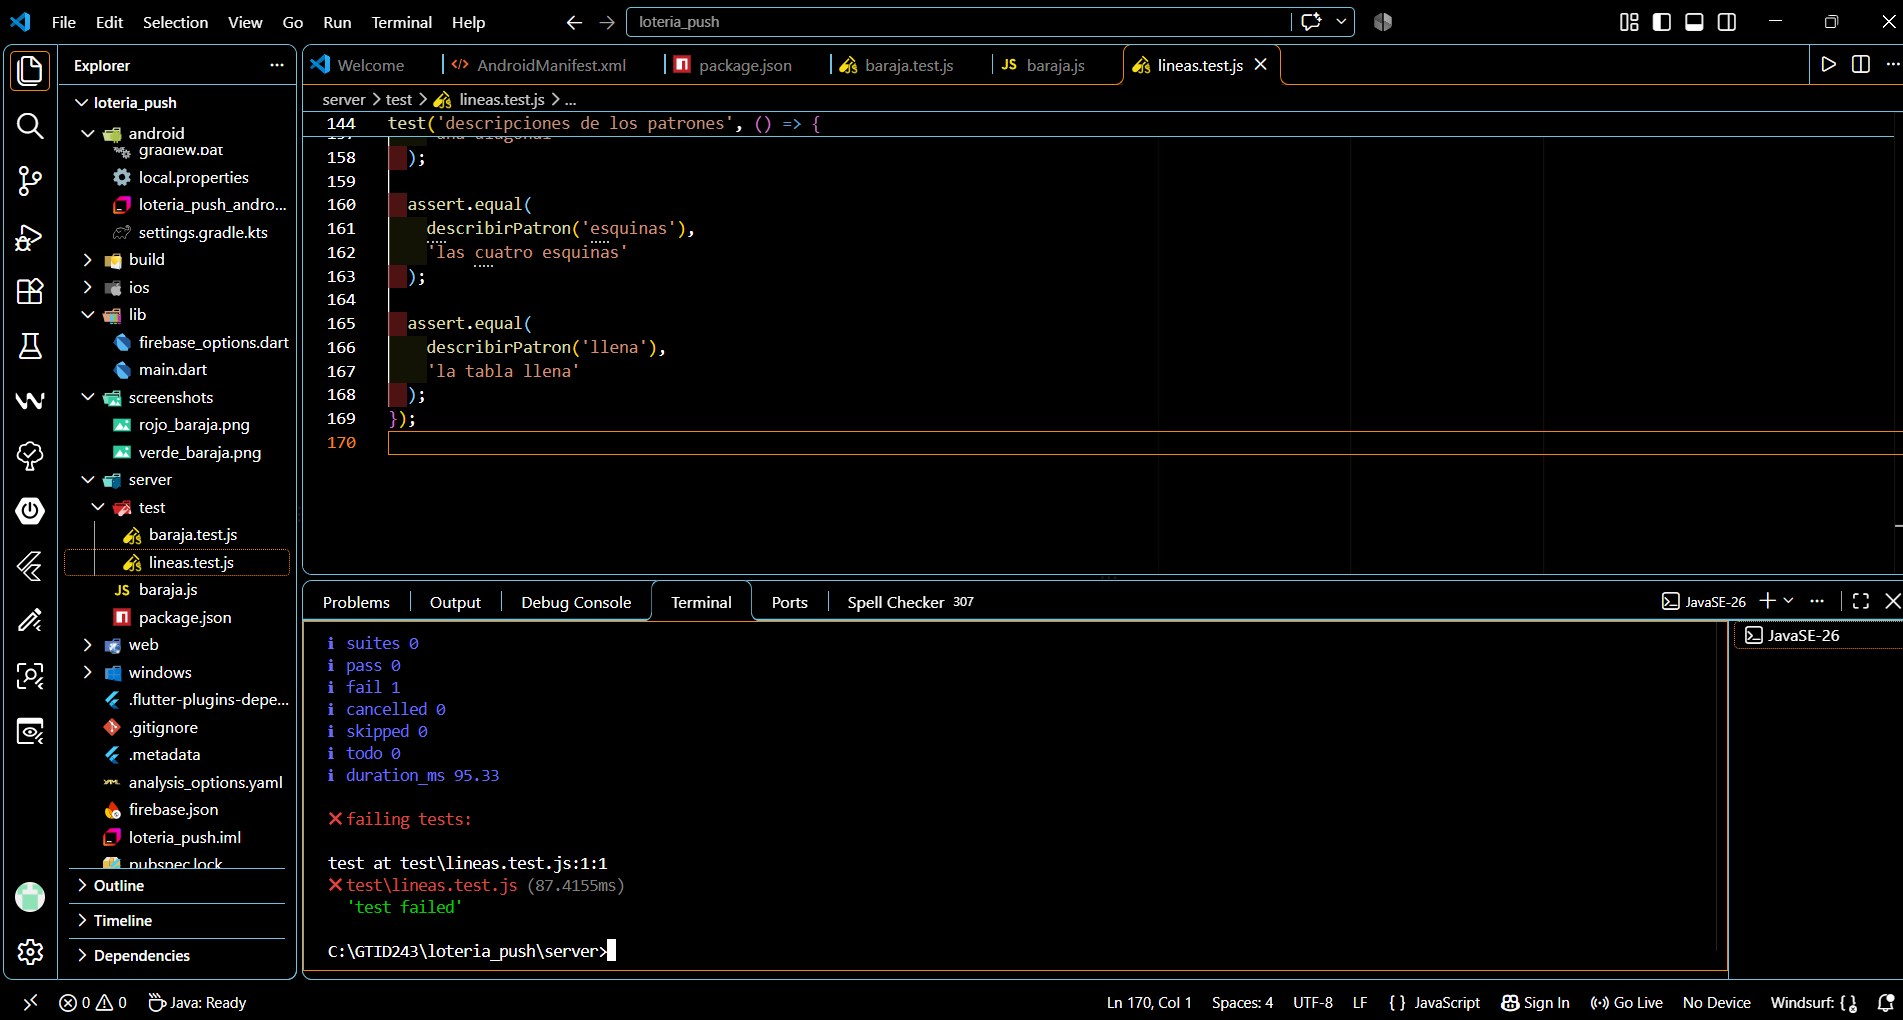 File Edit Selection View Go Run Terminal Help
loteria_push
Explorer
loteria_push
android
gradlew.bat
local.properties
loteria_push_andro...
settings.gradle.kts
build
ios
lib
firebase_options.dart
main.dart
screenshots
rojo_baraja.png
verde_baraja.png
server
test
baraja.test.js
lineas.test.js
JS baraja.js
package.json
web
windows
.flutter-plugins-depe...
.gitignore
.metadata
analysis_options.yaml
firebase.json
loteria_push.iml
pubspec.lock
Outline
Timeline
Dependencies
Welcome
AndroidManifest.xml
package.json
baraja.test.js
JS baraja.js
lineas.test.js
server > test > lineas.test.js > ...
144 test('descripciones de los patrones', () => {
157 'una diagonal'
158 );
159
160 assert.equal(
161 describirPatron('esquinas'),
162 'las cuatro esquinas'
163 );
164
165 assert.equal(
166 describirPatron('llena'),
167 'la tabla llena'
168 );
169 });
170
Problems Output Debug Console Terminal Ports Spell Checker 307
JavaSE-26
JavaSE-26
i suites 0
i pass 0
i fail 1
i cancelled 0
i skipped 0
i todo 0
i duration_ms 95.33
failing tests:
test at test\lineas.test.js:1:1
test\lineas.test.js (87.4155ms)
'test failed'
C:\GTID243\loteria_push\server>
0 0 Java: Ready
Ln 170, Col 1 Spaces: 4 UTF-8 LF { } JavaScript Sign In Go Live No Device Windsurf: { }